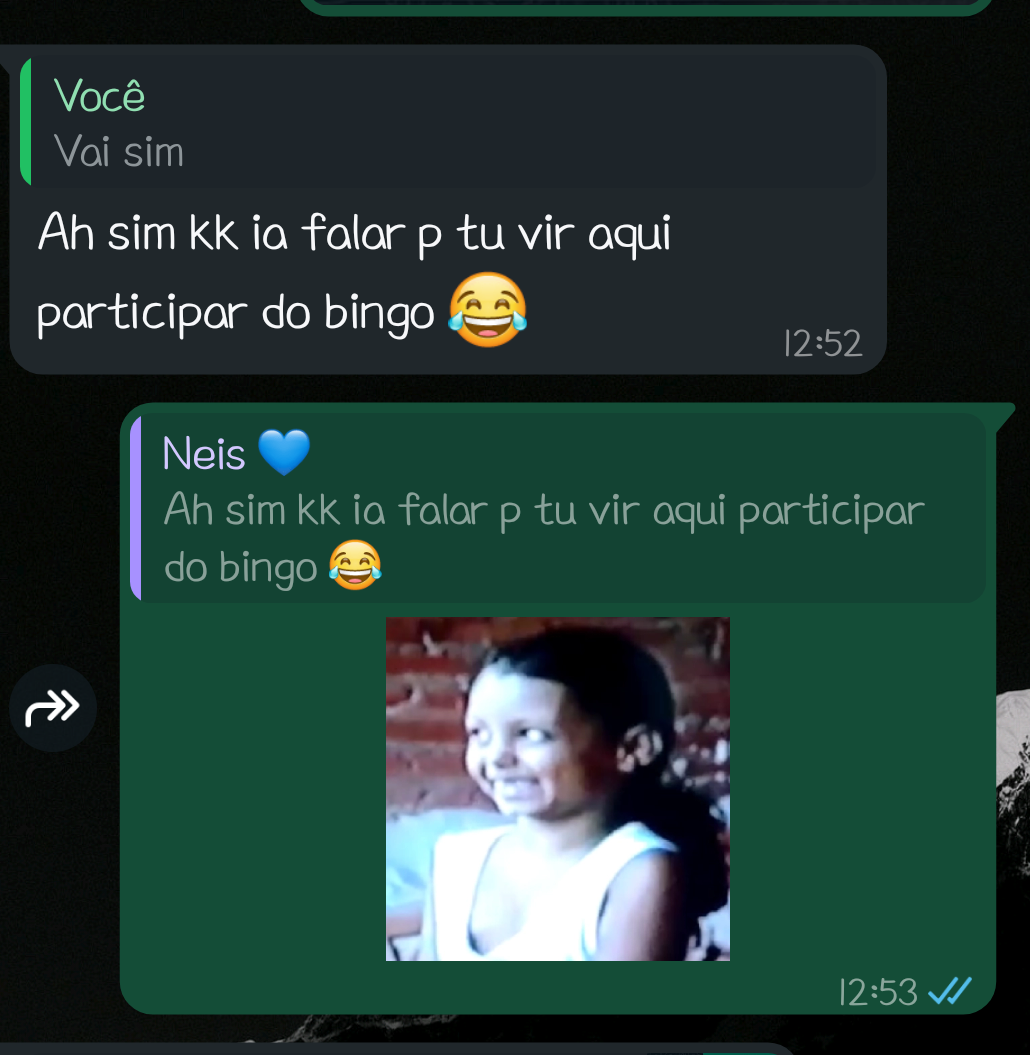 Você
Vai sim
Ah sim kk ia falar p tu vir aqui
participar do bingo 😂
12:52
Neis 💙
Ah sim kk ia falar p tu vir aqui participar
do bingo 😂
12:53